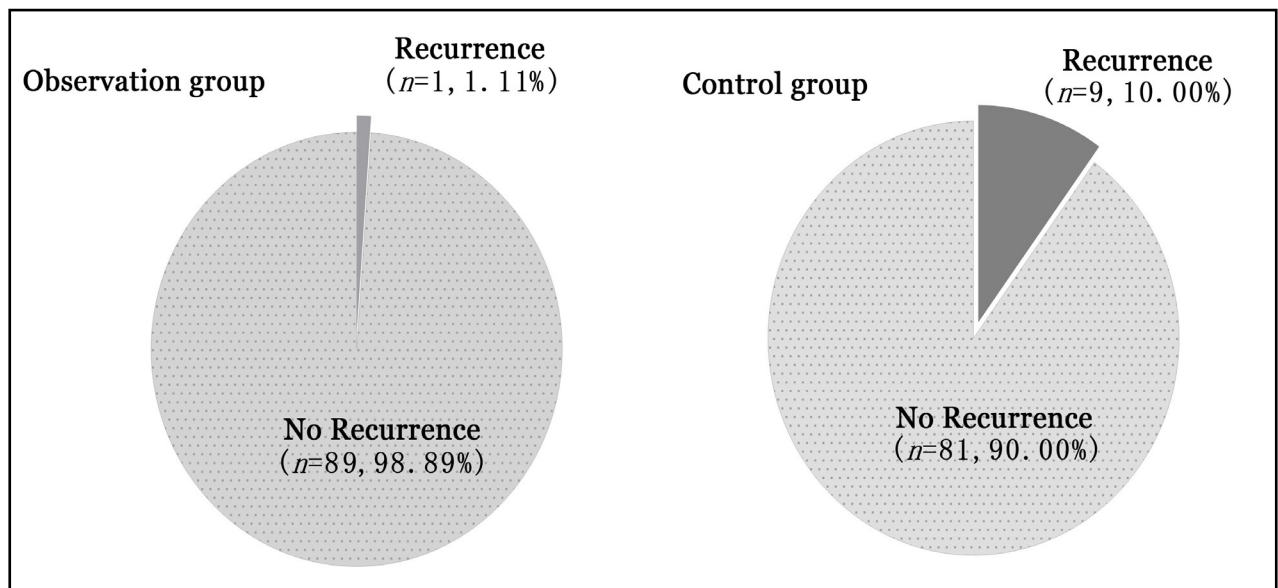 Observation group
Recurrence
(n=1, 1.11%)
No Recurrence
(n=89, 98.89%)
Control group
Recurrence
(n=9, 10.00%)
No Recurrence
(n=81, 90.00%)